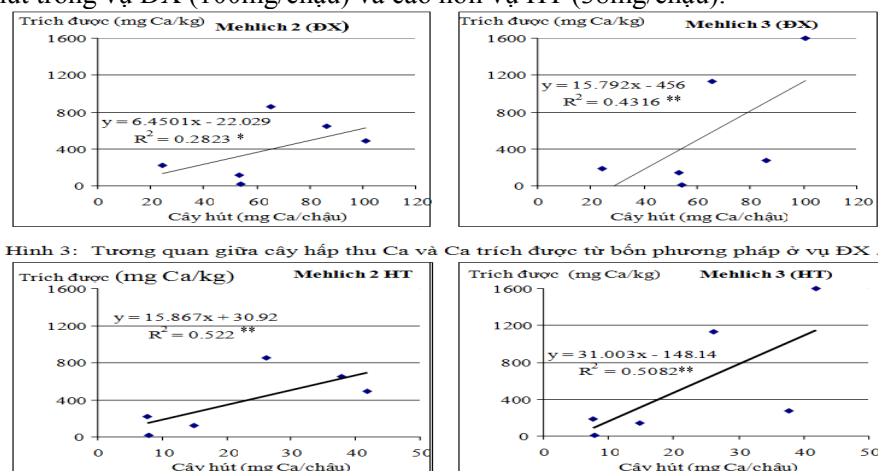 hút trong vụ ĐX (100mg/chậu) và cao hơn vụ HT (38mg/chậu).
Trích được (mg Ca/kg)
Mehlich 2 (ĐX)
1600
1200
800
400
0
y = 6.4501x - 22.029
R² = 0.2823 *
0 20 40 60 80 100 120
Cây hút (mg Ca/chậu)
Trích được (mg Ca/kg)
Mehlich 3 (ĐX)
1600
1200
800
400
0
y = 15.792x - 456
R² = 0.4316 **
0 20 40 60 80 100 120
Cây hút (mg Ca/chậu)
Hình 3: Tương quan giữa cây hấp thu Ca và Ca trích được từ bốn phương pháp ở vụ ĐX .
Trích được (mg Ca/kg)
Mehlich 2 HT
1600
1200
800
400
0
y = 15.867x + 30.92
R² = 0.522 **
0 10 20 30 40 50
Cây hút (mg Ca/chậu)
Trích được (mg Ca/kg)
Mehlich 3 (HT)
1600
1200
800
400
0
y = 31.003x - 148.14
R² = 0.5082**
0 10 20 30 40 50
Cây hút (mg Ca/chậu)